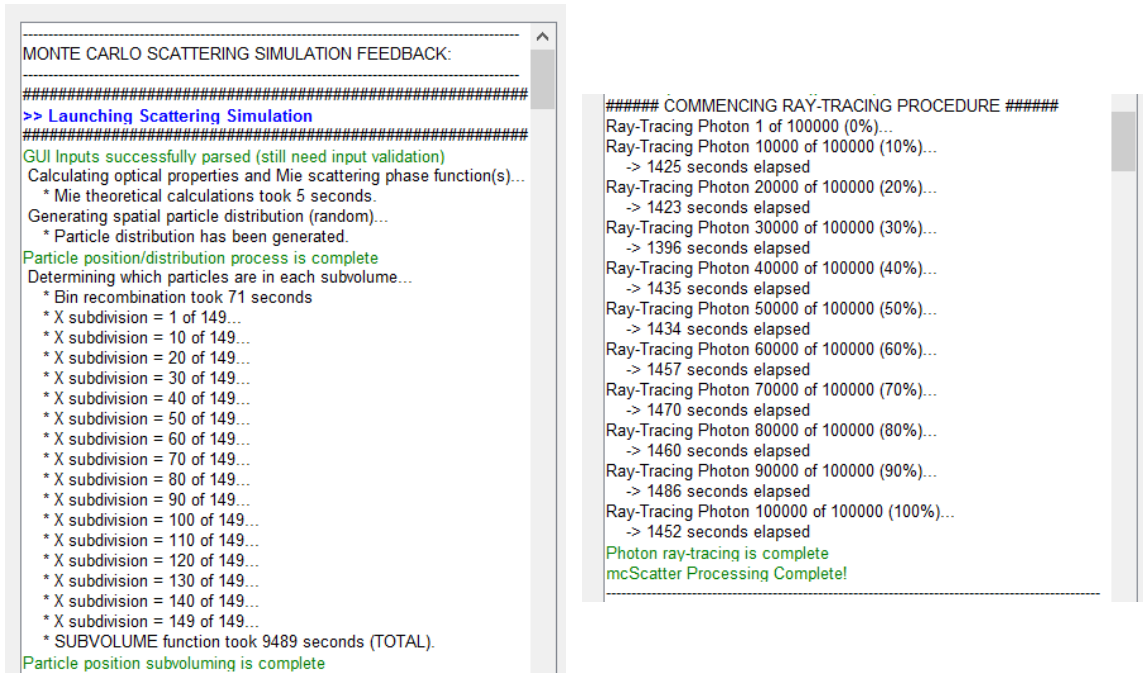 --------------------------------------------------------------------------------------------
MONTE CARLO SCATTERING SIMULATION FEEDBACK:
--------------------------------------------------------------------------------------------
########################################################
>> Launching Scattering Simulation
########################################################
GUI Inputs successfully parsed (still need input validation)
Calculating optical properties and Mie scattering phase function(s)...
* Mie theoretical calculations took 5 seconds.
Generating spatial particle distribution (random)...
* Particle distribution has been generated.
Particle position/distribution process is complete
Determining which particles are in each subvolume...
* Bin recombination took 71 seconds
* X subdivision = 1 of 149...
* X subdivision = 10 of 149...
* X subdivision = 20 of 149...
* X subdivision = 30 of 149...
* X subdivision = 40 of 149...
* X subdivision = 50 of 149...
* X subdivision = 60 of 149...
* X subdivision = 70 of 149...
* X subdivision = 80 of 149...
* X subdivision = 90 of 149...
* X subdivision = 100 of 149...
* X subdivision = 110 of 149...
* X subdivision = 120 of 149...
* X subdivision = 130 of 149...
* X subdivision = 140 of 149...
* X subdivision = 149 of 149...
* SUBVOLUME function took 9489 seconds (TOTAL).
Particle position subvoluming is complete
###### COMMENCING RAY-TRACING PROCEDURE ######
Ray-Tracing Photon 1 of 100000 (0%)...
Ray-Tracing Photon 10000 of 100000 (10%)...
-> 1425 seconds elapsed
Ray-Tracing Photon 20000 of 100000 (20%)...
-> 1423 seconds elapsed
Ray-Tracing Photon 30000 of 100000 (30%)...
-> 1396 seconds elapsed
Ray-Tracing Photon 40000 of 100000 (40%)...
-> 1435 seconds elapsed
Ray-Tracing Photon 50000 of 100000 (50%)...
-> 1434 seconds elapsed
Ray-Tracing Photon 60000 of 100000 (60%)...
-> 1457 seconds elapsed
Ray-Tracing Photon 70000 of 100000 (70%)...
-> 1470 seconds elapsed
Ray-Tracing Photon 80000 of 100000 (80%)...
-> 1460 seconds elapsed
Ray-Tracing Photon 90000 of 100000 (90%)...
-> 1486 seconds elapsed
Ray-Tracing Photon 100000 of 100000 (100%)...
-> 1452 seconds elapsed
Photon ray-tracing is complete
mcScatter Processing Complete!
--------------------------------------------------------------------------------------------